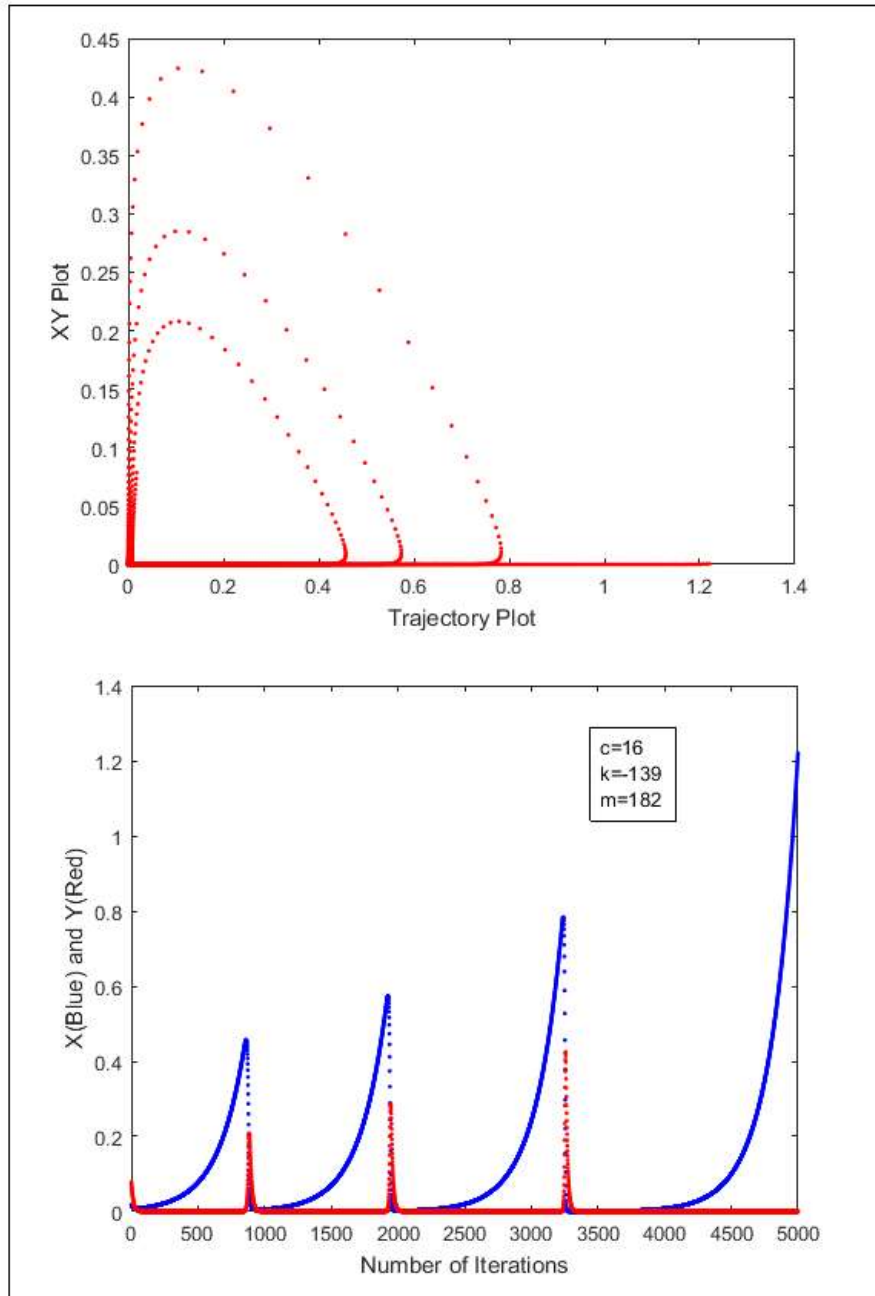 0.45
0.4
0.35
0.3
0.25
0.2
0.15
0.1
0.05
0
XY Plot
0 0.2 0.4 0.6 0.8 1 1.2 1.4
Trajectory Plot
1.4
1.2
1
0.8
0.6
0.4
0.2
0
X(Blue) and Y(Red)
c=16
k=-139
m=182
0 500 1000 1500 2000 2500 3000 3500 4000 4500 5000
Number of Iterations